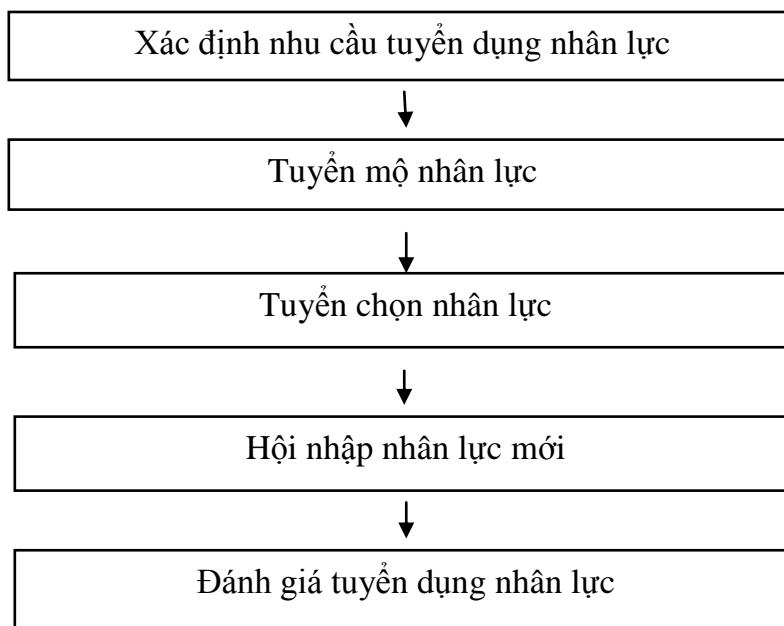 Xác định nhu cầu tuyển dụng nhân lực
Tuyển mộ nhân lực
Tuyển chọn nhân lực
Hội nhập nhân lực mới
Đánh giá tuyển dụng nhân lực